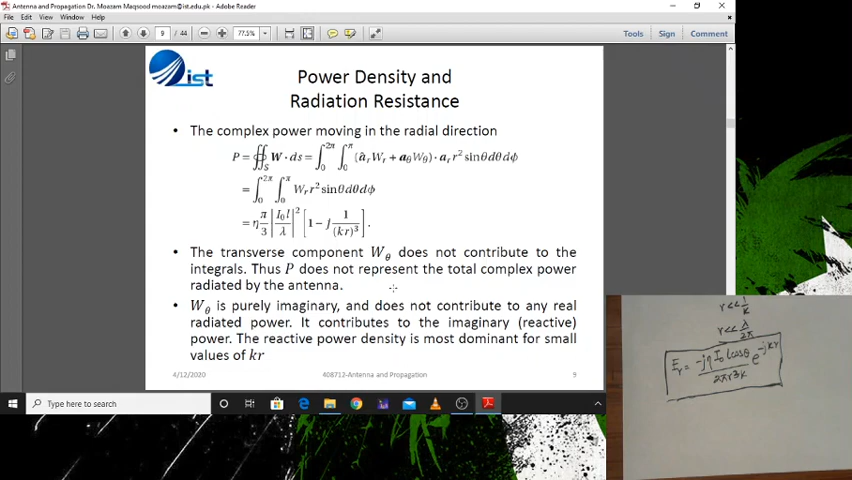 Antenna and Propagation Dr. Moazam Maqsood moazam@ist.edu.pk - Adobe Reader
File Edit View Window Help
9 / 44 77.5%
Tools Sign Comment
ist
Power Density and
Radiation Resistance
• The complex power moving in the radial direction
P = ∯_S W · ds = ∫_0^{2π} ∫_0^π (â_r W_r + a_θ W_θ) · a_r r² sinθ dθ dϕ
= ∫_0^{2π} ∫_0^π W_r r² sinθ dθ dϕ
= η π/3 |I₀l/λ|² [1 − j 1/(kr)³].
• The transverse component W_θ does not contribute to the
integrals. Thus P does not represent the total complex power
radiated by the antenna.
• W_θ is purely imaginary, and does not contribute to any real
radiated power. It contributes to the imaginary (reactive)
power. The reactive power density is most dominant for small
values of kr
4/12/2020 408712-Antenna and Propagation 9
Type here to search
r << 1/k
r << λ/2π
E_r = -jη I₀ l cosθ / 2πr³k e^{-jkr}